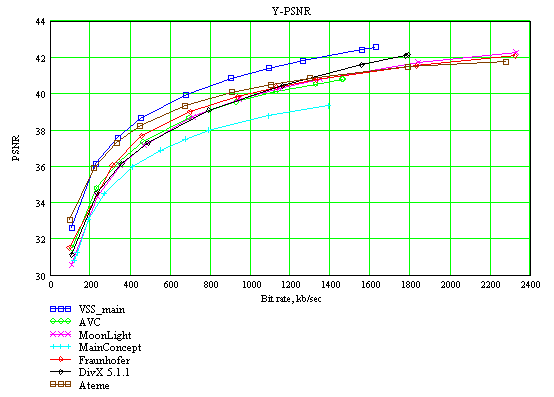 Y-PSNR
44
42
40
38
36
34
32
30
PSNR
0 200 400 600 800 1000 1200 1400 1600 1800 2000 2200 2400
Bit rate, kb/sec
VSS_main
AVC
MoonLight
MainConcept
Fraunhofer
DivX 5.1.1
Ateme